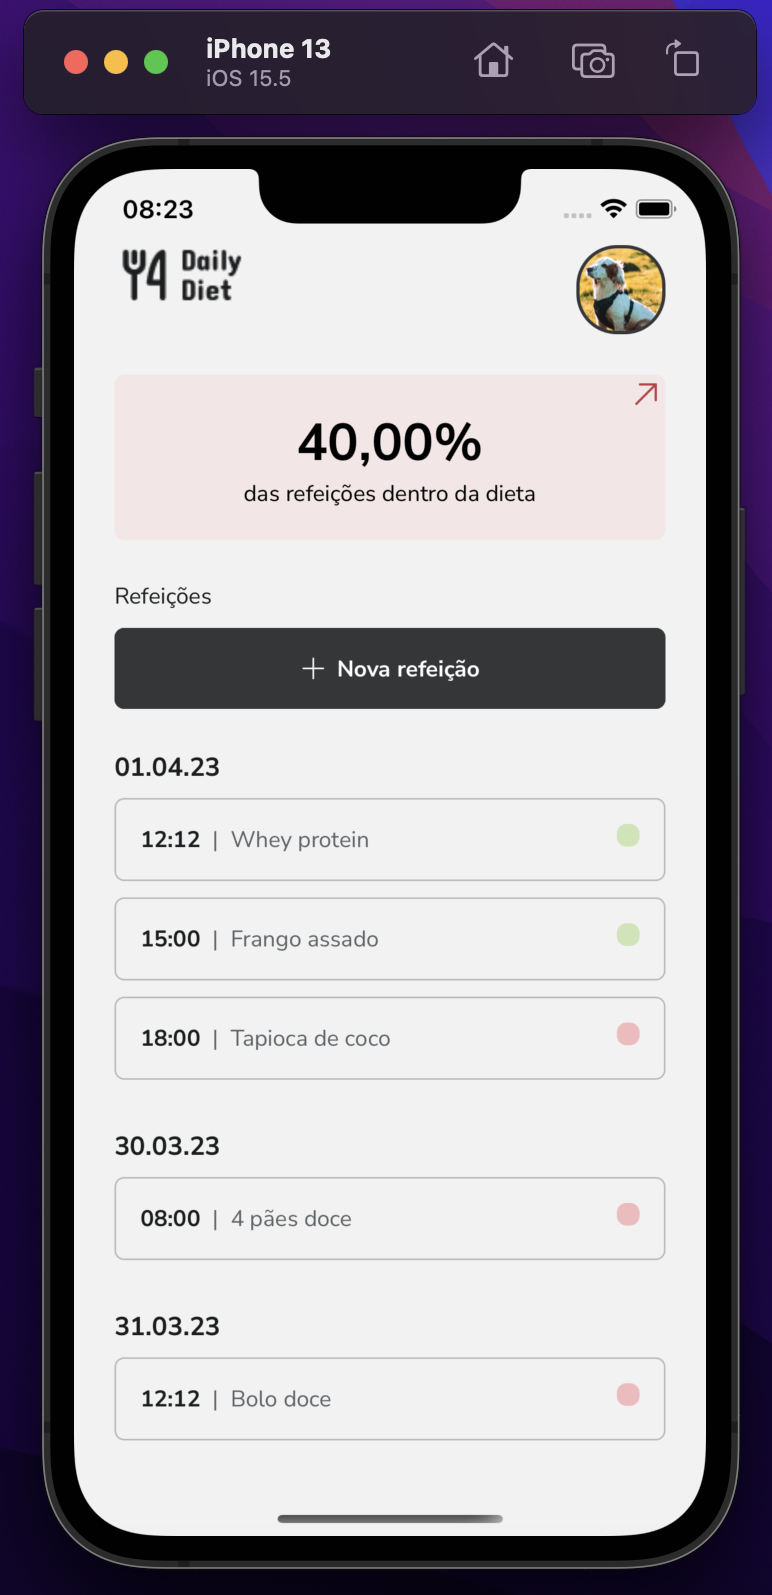 iPhone 13
iOS 15.5
08:23
Daily
Diet
40,00%
das refeições dentro da dieta
Refeições
+ Nova refeição
01.04.23
12:12 | Whey protein
15:00 | Frango assado
18:00 | Tapioca de coco
30.03.23
08:00 | 4 pães doce
31.03.23
12:12 | Bolo doce